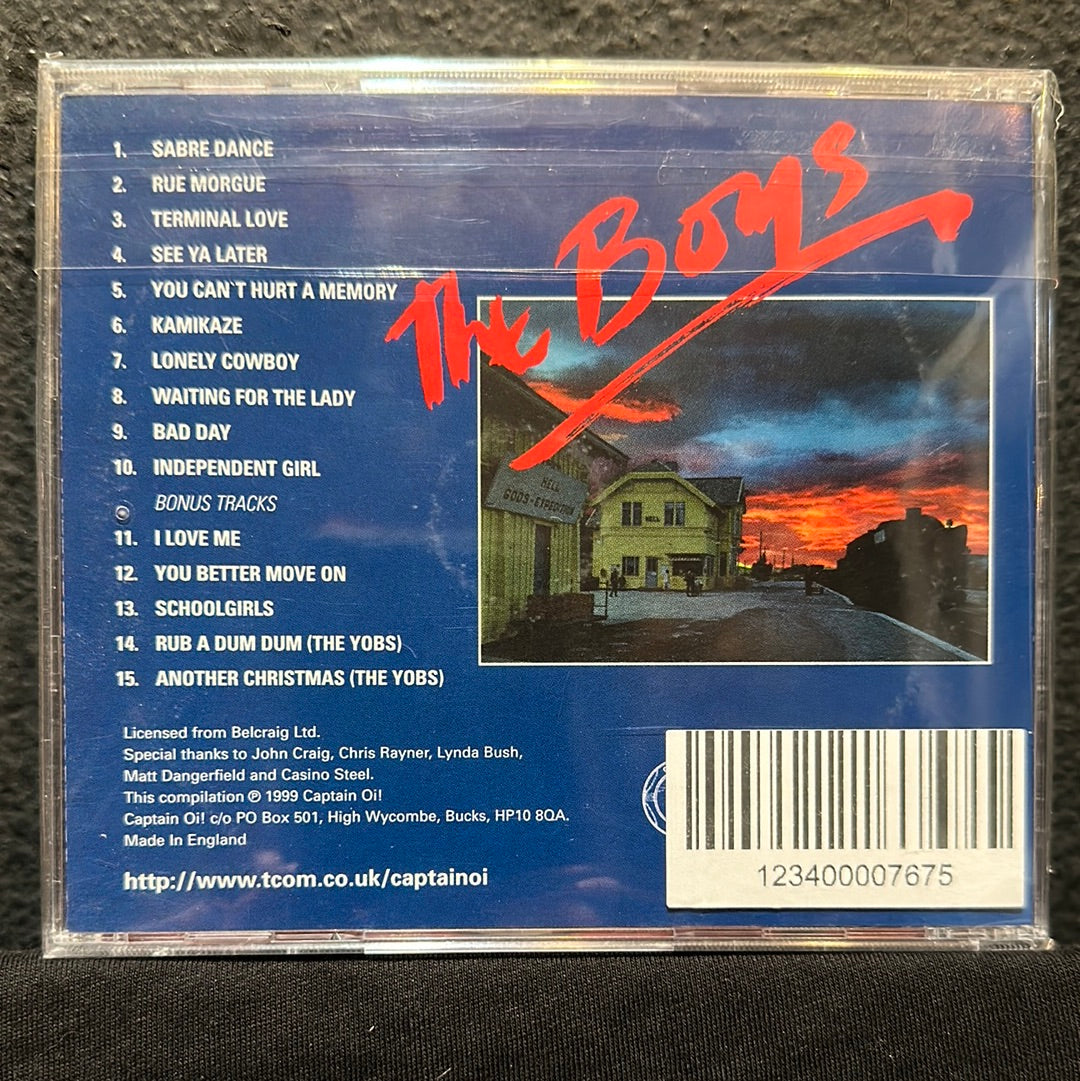 1. SABRE DANCE
2. RUE MORGUE
3. TERMINAL LOVE
4. SEE YA LATER
5. YOU CAN`T HURT A MEMORY
6. KAMIKAZE
7. LONELY COWBOY
8. WAITING FOR THE LADY
9. BAD DAY
10. INDEPENDENT GIRL
BONUS TRACKS
11. I LOVE ME
12. YOU BETTER MOVE ON
13. SCHOOLGIRLS
14. RUB A DUM DUM (THE YOBS)
15. ANOTHER CHRISTMAS (THE YOBS)
The Boys
HELL
GODS-EXPEDITION
HELL
Licensed from Belcraig Ltd.
Special thanks to John Craig, Chris Rayner, Lynda Bush,
Matt Dangerfield and Casino Steel.
This compilation ℗ 1999 Captain Oi!
Captain Oi! c/o PO Box 501, High Wycombe, Bucks, HP10 8QA.
Made In England
http://www.tcom.co.uk/captainoi
123400007675